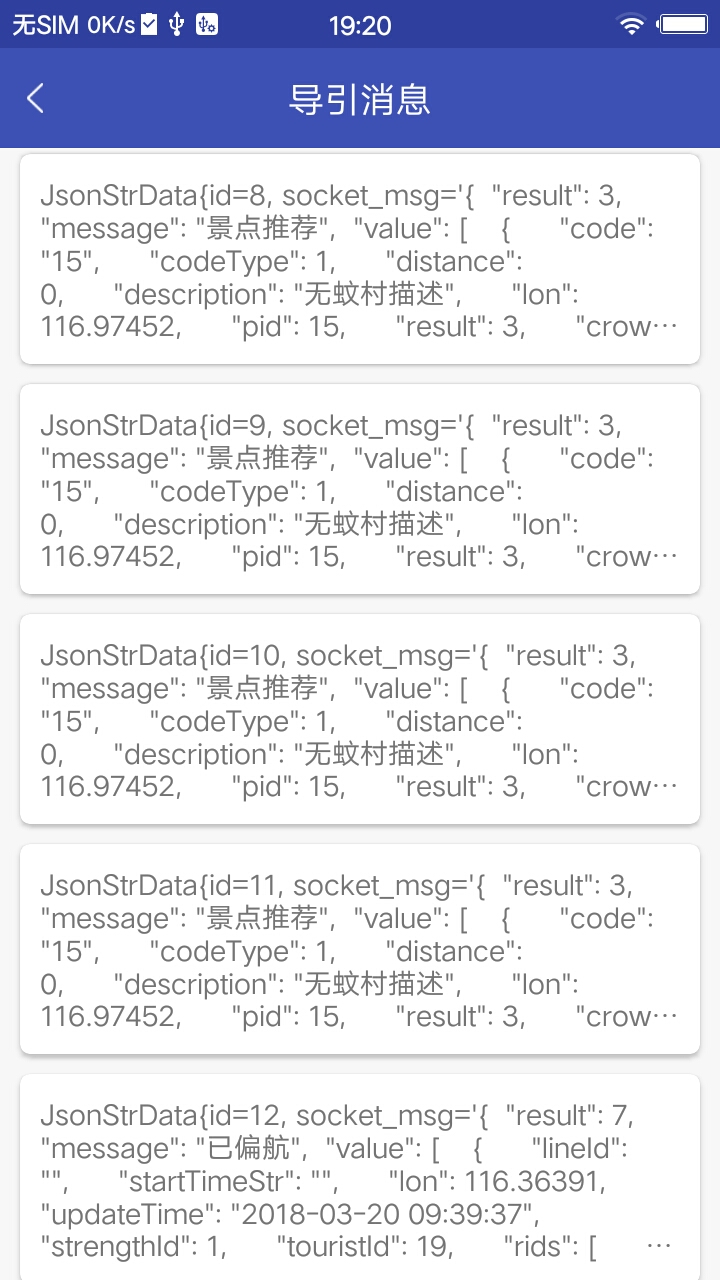 无SIM 0K/s 19:20
导引消息
JsonStrData{id=8, socket_msg='{  "result": 3,
"message": "景点推荐",  "value": [    {      "code":
"15",      "codeType": 1,      "distance":
0,      "description": "无蚊村描述",      "lon":
116.97452,      "pid": 15,      "result": 3,      "crow…
JsonStrData{id=9, socket_msg='{  "result": 3,
"message": "景点推荐",  "value": [    {      "code":
"15",      "codeType": 1,      "distance":
0,      "description": "无蚊村描述",      "lon":
116.97452,      "pid": 15,      "result": 3,      "crow…
JsonStrData{id=10, socket_msg='{  "result": 3,
"message": "景点推荐",  "value": [    {      "code":
"15",      "codeType": 1,      "distance":
0,      "description": "无蚊村描述",      "lon":
116.97452,      "pid": 15,      "result": 3,      "crow…
JsonStrData{id=11, socket_msg='{  "result": 3,
"message": "景点推荐",  "value": [    {      "code":
"15",      "codeType": 1,      "distance":
0,      "description": "无蚊村描述",      "lon":
116.97452,      "pid": 15,      "result": 3,      "crow…
JsonStrData{id=12, socket_msg='{  "result": 7,
"message": "已偏航",  "value": [    {      "lineId":
"",      "startTimeStr": "",      "lon": 116.36391,
"updateTime": "2018-03-20 09:39:37",
"strengthId": 1,      "touristId": 19,      "rids": [      …